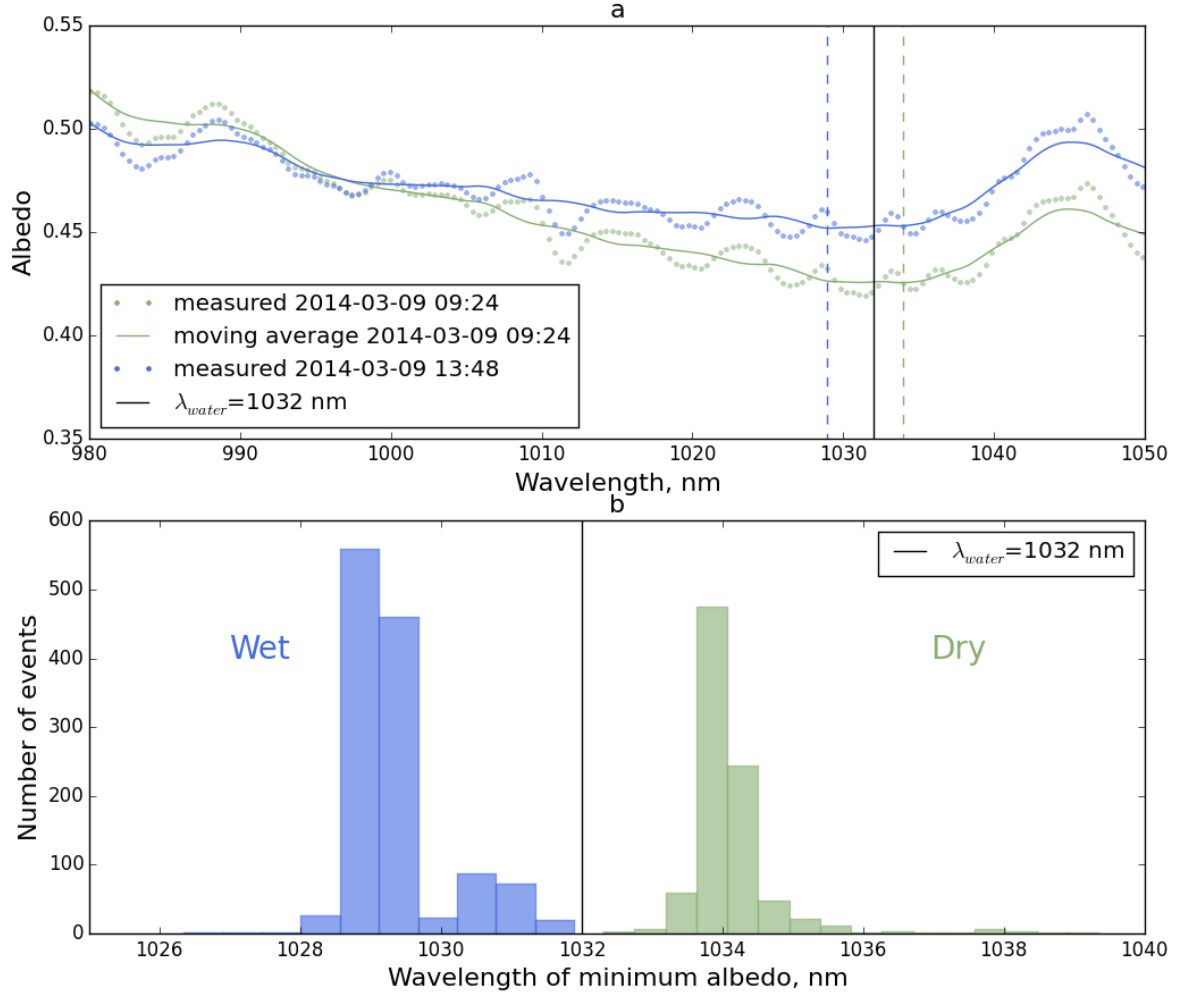 a
0.55
0.50
0.45
0.40
0.35
Albedo
measured 2014-03-09 09:24
moving average 2014-03-09 09:24
measured 2014-03-09 13:48
λwater=1032 nm
980 990 1000 1010 1020 1030 1040 1050
Wavelength, nm
b
600
500
400
300
200
100
0
Number of events
Wet
Dry
λwater=1032 nm
1026 1028 1030 1032 1034 1036 1038 1040
Wavelength of minimum albedo, nm